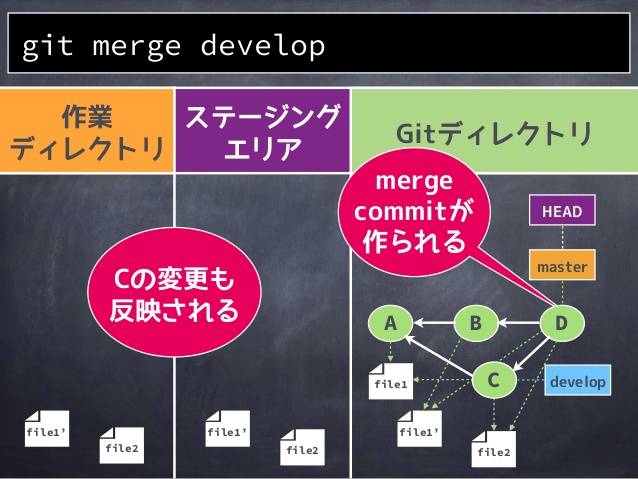 git merge develop
作業
ディレクトリ
ステージング
エリア
Gitディレクトリ
merge
commitが
作られる
HEAD
master
Cの変更も
反映される
A
B
D
C
develop
file1
file1’
file2
file1’
file2
file1’
file2